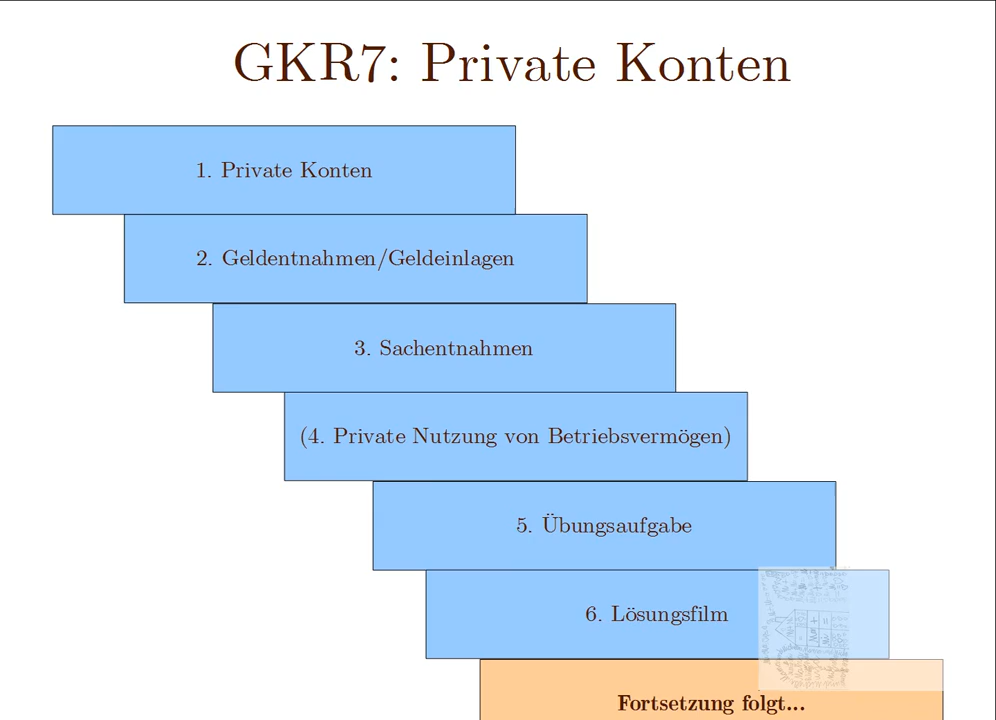 GKR7: Private Konten
1. Private Konten
2. Geldentnahmen/Geldeinlagen
3. Sachentnahmen
(4. Private Nutzung von Betriebsvermögen)
5. Übungsaufgabe
6. Lösungsfilm
Fortsetzung folgt...